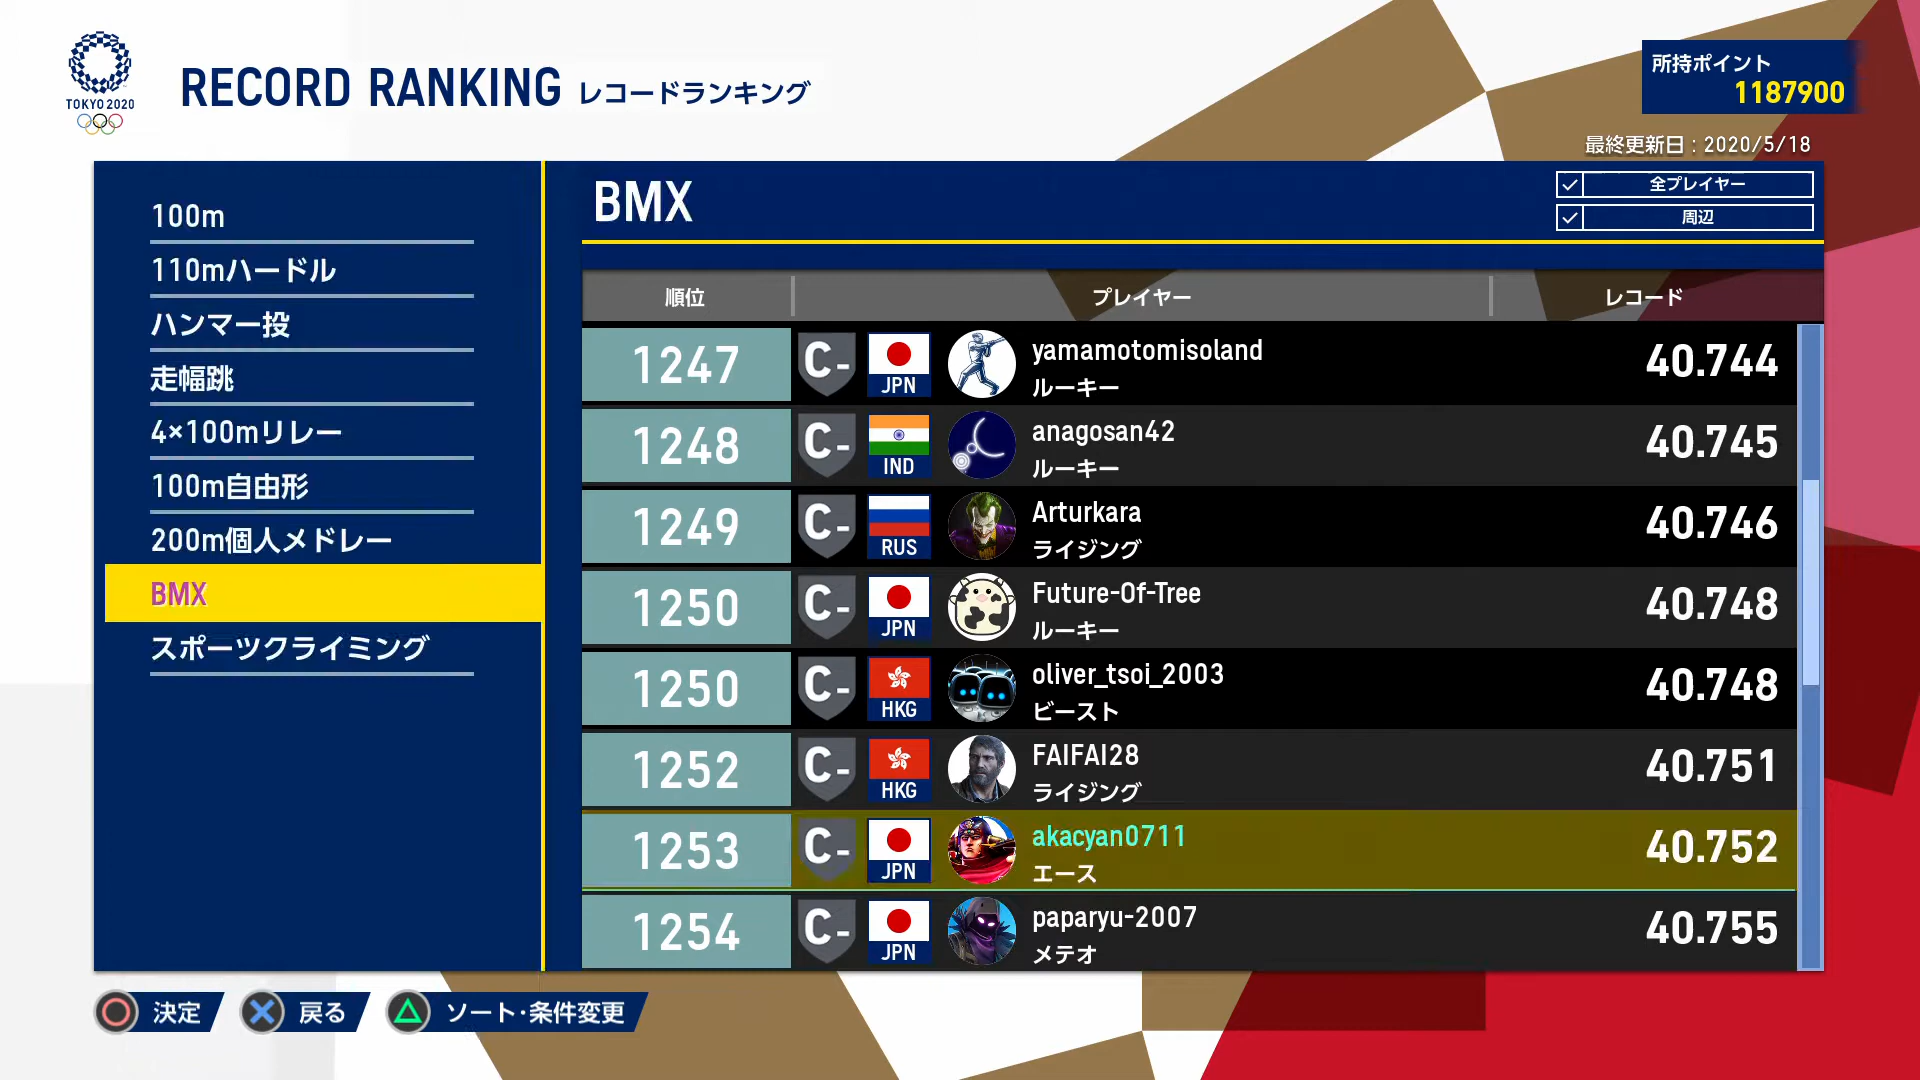 TOKYO 2020
RECORD RANKING レコードランキング
所持ポイント
1187900
最終更新日 : 2020/5/18
100m
110mハードル
ハンマー投
走幅跳
4×100mリレー
100m自由形
200m個人メドレー
BMX
スポーツクライミング
BMX
全プレイヤー
周辺
順位 プレイヤー レコード
1247 C- JPN yamamotomisoland ルーキー 40.744
1248 C- IND anagosan42 ルーキー 40.745
1249 C- RUS Arturkara ライジング 40.746
1250 C- JPN Future-Of-Tree ルーキー 40.748
1250 C- HKG oliver_tsoi_2003 ビースト 40.748
1252 C- HKG FAIFAI28 ライジング 40.751
1253 C- JPN akacyan0711 エース 40.752
1254 C- JPN paparyu-2007 メテオ 40.755
決定 戻る ソート・条件変更